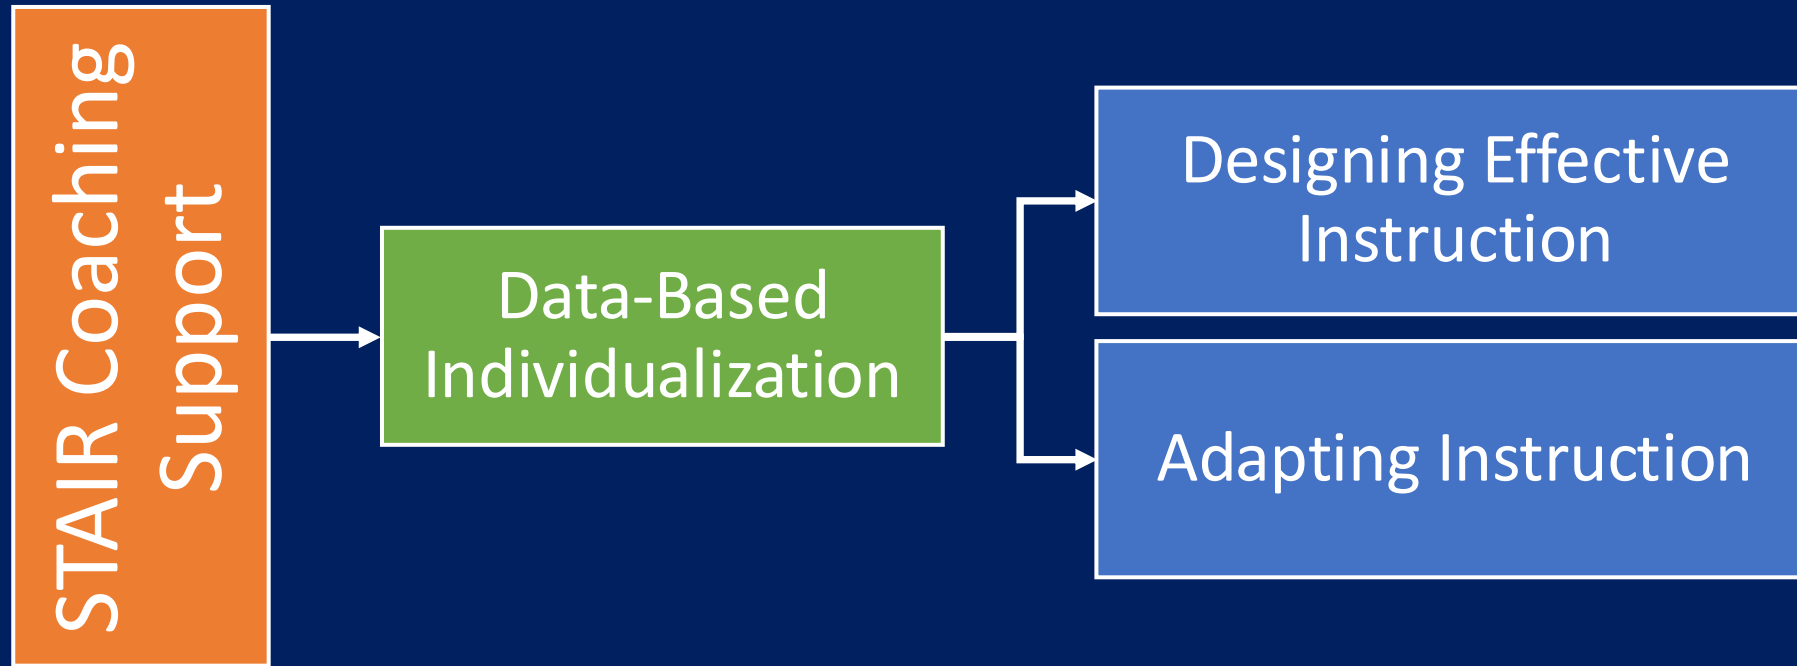 STAIR Coaching
Support
Data-Based
Individualization
Designing Effective
Instruction
Adapting Instruction